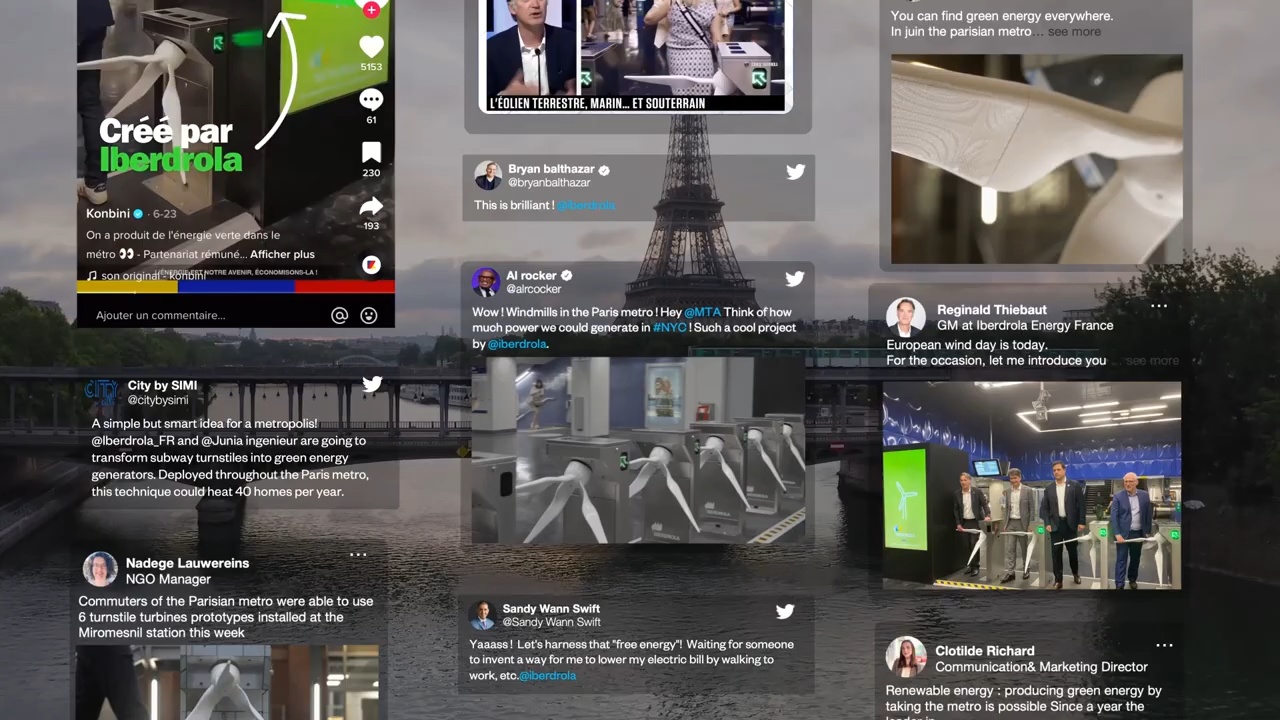 5153
61
230
193
Créé par
Iberdrola
Konbini · 6-23
On a produit de l'énergie verte dans le
métro 👀 - Partenariat rémuné... Afficher plus
son original - konbini
L'ÉNERGIE EST NOTRE AVENIR, ÉCONOMISONS-LA !
Ajouter un commentaire...
City by SIMI
@citybysimi
A simple but smart idea for a metropolis!
@Iberdrola_FR and @Junia ingenieur are going to
transform subway turnstiles into green energy
generators. Deployed throughout the Paris metro,
this technique could heat 40 homes per year.
Nadege Lauwereins
NGO Manager
Commuters of the Parisian metro were able to use
6 turnstile turbines prototypes installed at the
Miromesnil station this week
L'ÉOLIEN TERRESTRE, MARIN... ET SOUTERRAIN
Bryan balthazar
@bryanbalthazar
This is brilliant ! @iberdrola
Al rocker
@alrcocker
Wow ! Windmills in the Paris metro ! Hey @MTA Think of how
much power we could generate in #NYC ! Such a cool project
by @iberdrola.
IBERDROLA
Sandy Wann Swift
@Sandy Wann Swift
Yaaass ! Let's harness that "free energy"! Waiting for someone
to invent a way for me to lower my electric bill by walking to
work, etc.@iberdrola
You can find green energy everywhere.
In juin the parisian metro ... see more
Reginald Thiebaut
GM at Iberdrola Energy France
European wind day is today.
For the occasion, let me introduce you ... see more
Clotilde Richard
Communication& Marketing Director
Renewable energy : producing green energy by
taking the metro is possible Since a year the